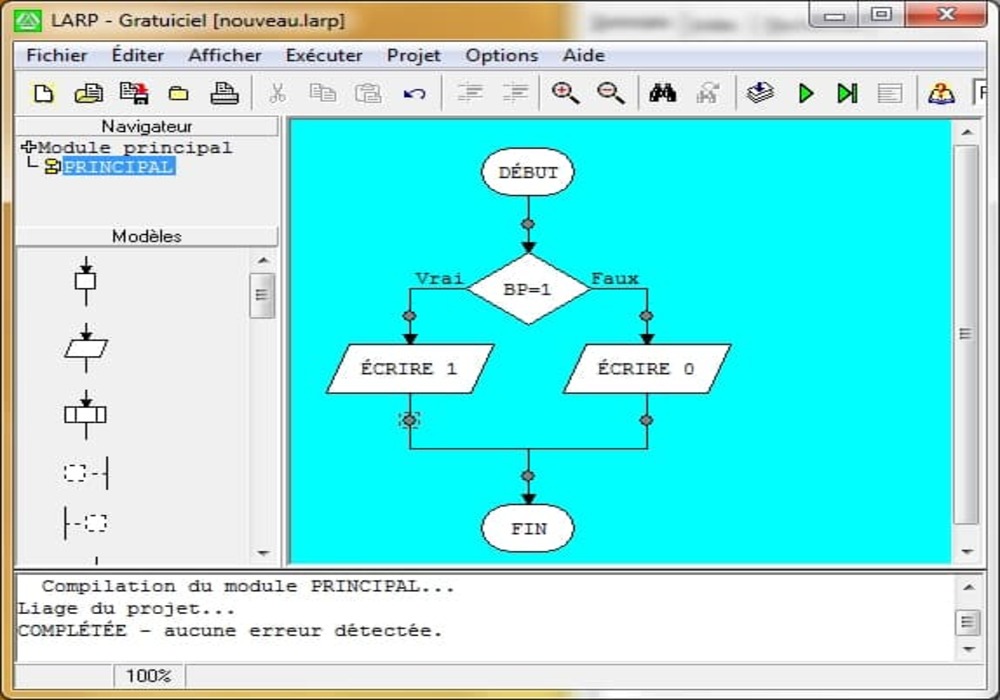 LARP - Gratuiciel [nouveau.larp]
Fichier Éditer Afficher Exécuter Projet Options Aide
Navigateur
Module principal
PRINCIPAL
Modèles
DÉBUT
Vrai
BP=1
Faux
ÉCRIRE 1
ÉCRIRE 0
FIN
Compilation du module PRINCIPAL...
Liage du projet...
COMPLÉTÉE - aucune erreur détectée.
100%